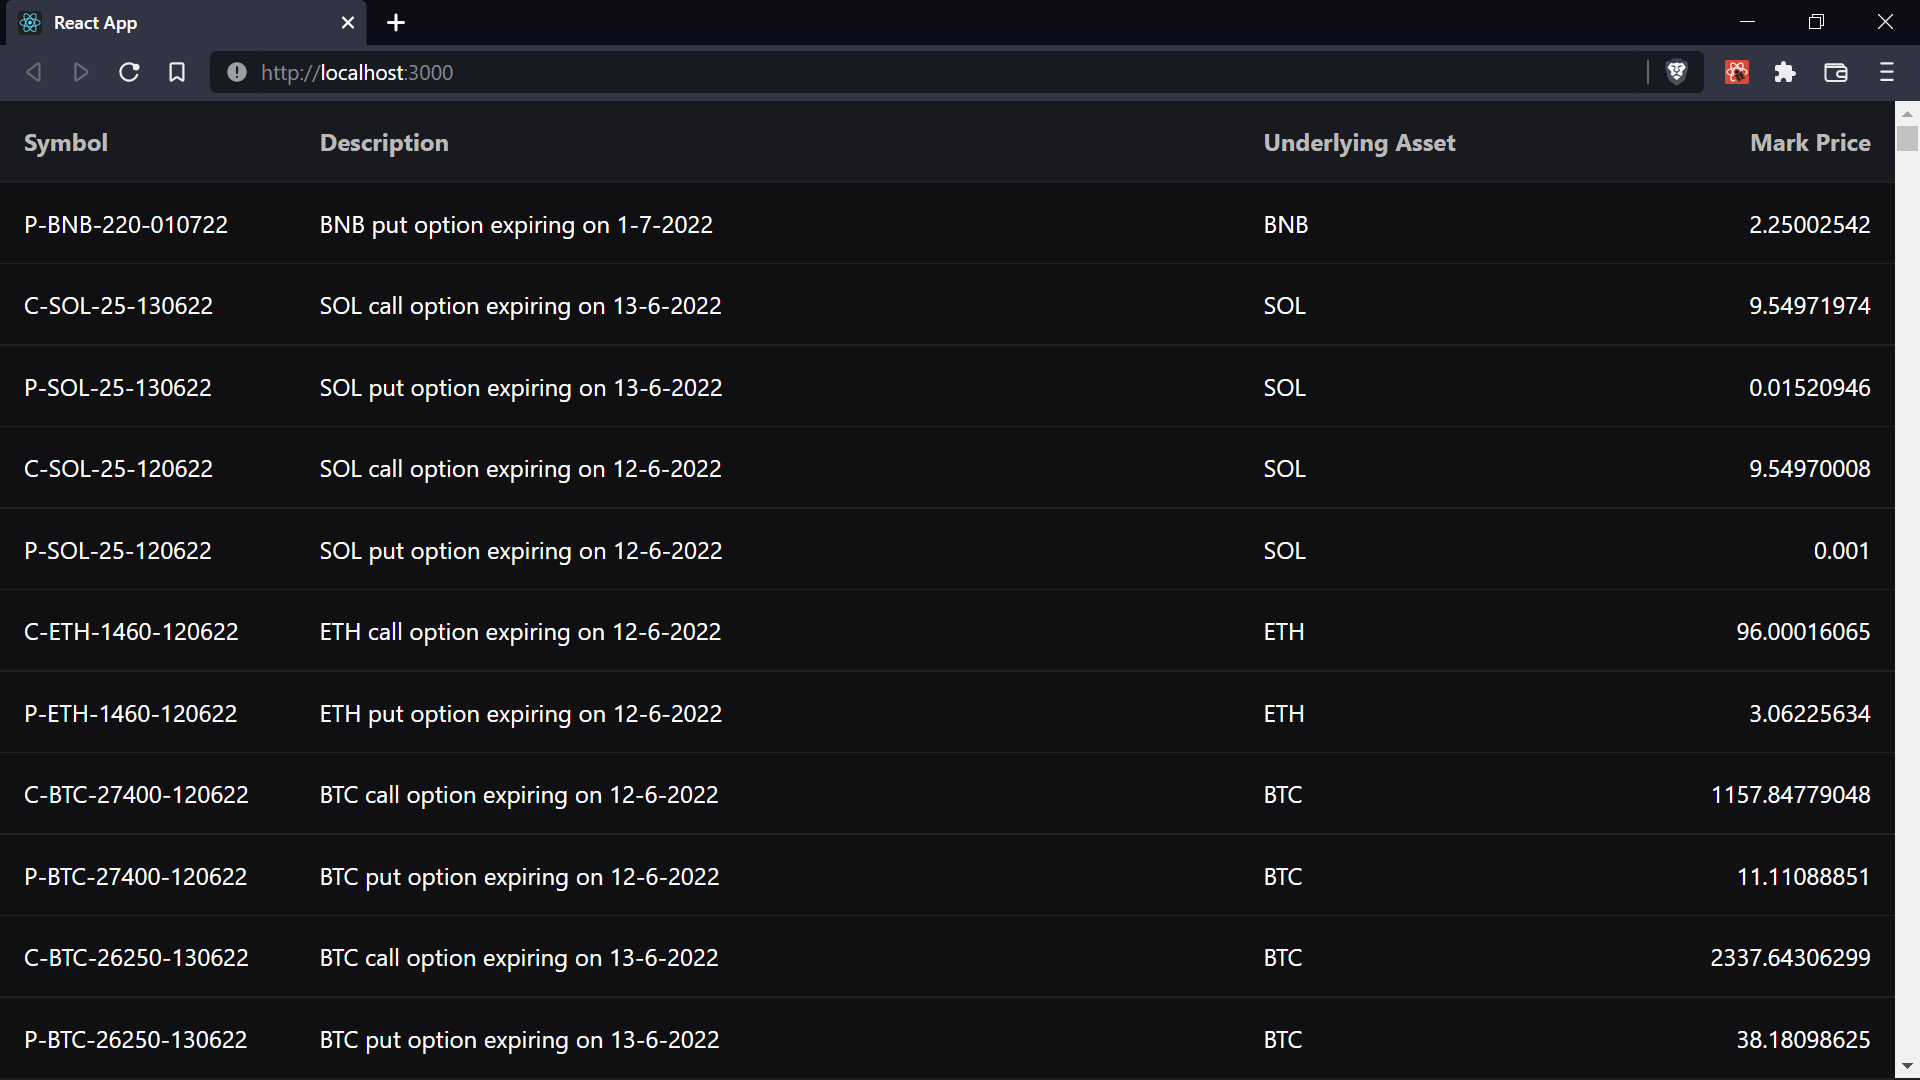 React App
http://localhost:3000
Symbol Description Underlying Asset Mark Price
P-BNB-220-010722 BNB put option expiring on 1-7-2022 BNB 2.25002542
C-SOL-25-130622 SOL call option expiring on 13-6-2022 SOL 9.54971974
P-SOL-25-130622 SOL put option expiring on 13-6-2022 SOL 0.01520946
C-SOL-25-120622 SOL call option expiring on 12-6-2022 SOL 9.54970008
P-SOL-25-120622 SOL put option expiring on 12-6-2022 SOL 0.001
C-ETH-1460-120622 ETH call option expiring on 12-6-2022 ETH 96.00016065
P-ETH-1460-120622 ETH put option expiring on 12-6-2022 ETH 3.06225634
C-BTC-27400-120622 BTC call option expiring on 12-6-2022 BTC 1157.84779048
P-BTC-27400-120622 BTC put option expiring on 12-6-2022 BTC 11.11088851
C-BTC-26250-130622 BTC call option expiring on 13-6-2022 BTC 2337.64306299
P-BTC-26250-130622 BTC put option expiring on 13-6-2022 BTC 38.18098625